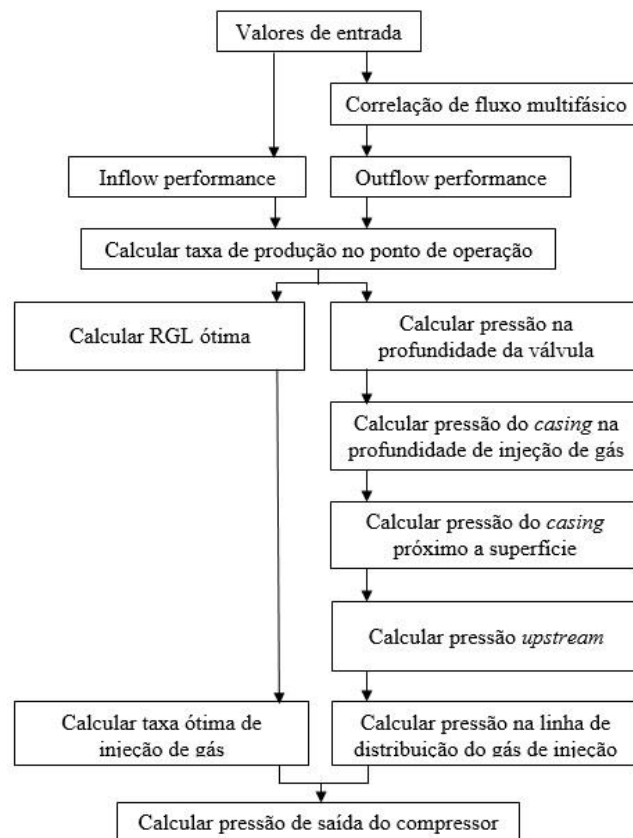 Valores de entrada
Correlação de fluxo multifásico
Inflow performance
Outflow performance
Calcular taxa de produção no ponto de operação
Calcular RGL ótima
Calcular pressão na
profundidade da válvula
Calcular pressão do casing na
profundidade de injeção de gás
Calcular pressão do casing
próximo a superfície
Calcular pressão upstream
Calcular taxa ótima de
injeção de gás
Calcular pressão na linha de
distribuição do gás de injeção
Calcular pressão de saída do compressor